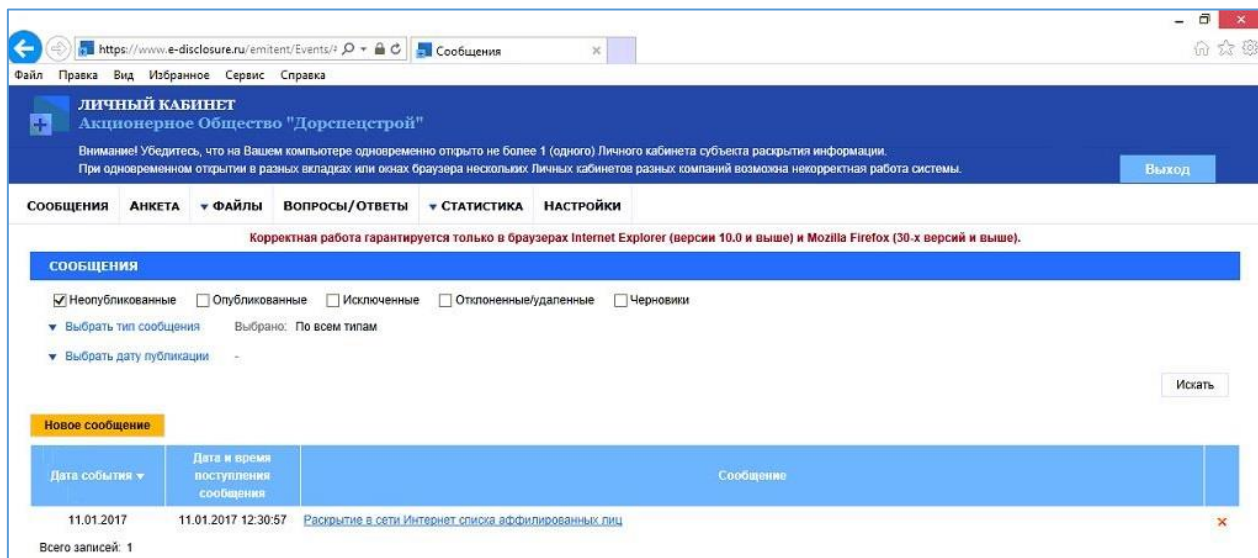 https://www.e-disclosure.ru/emitent/Events/
Сообщения
Файл Правка Вид Избранное Сервис Справка
ЛИЧНЫЙ КАБИНЕТ
Акционерное Общество "Дорспецстрой"
Внимание! Убедитесь, что на Вашем компьютере одновременно открыто не более 1 (одного) Личного кабинета субъекта раскрытия информации.
При одновременном открытии в разных вкладках или окнах браузера нескольких Личных кабинетов разных компаний возможна некорректная работа системы.
Выход
СООБЩЕНИЯ АНКЕТА ФАЙЛЫ ВОПРОСЫ/ОТВЕТЫ СТАТИСТИКА НАСТРОЙКИ
Корректная работа гарантируется только в браузерах Internet Explorer (версии 10.0 и выше) и Mozilla Firefox (30-х версий и выше).
СООБЩЕНИЯ
Неопубликованные Опубликованные Исключенные Отклоненные/удаленные Черновики
Выбрать тип сообщения Выбрано: По всем типам
Выбрать дату публикации -
Искать
Новое сообщение
Дата события Дата и время поступления сообщения Сообщение
11.01.2017 11.01.2017 12:30:57 Раскрытие в сети Интернет списка аффилированных лиц
Всего записей: 1